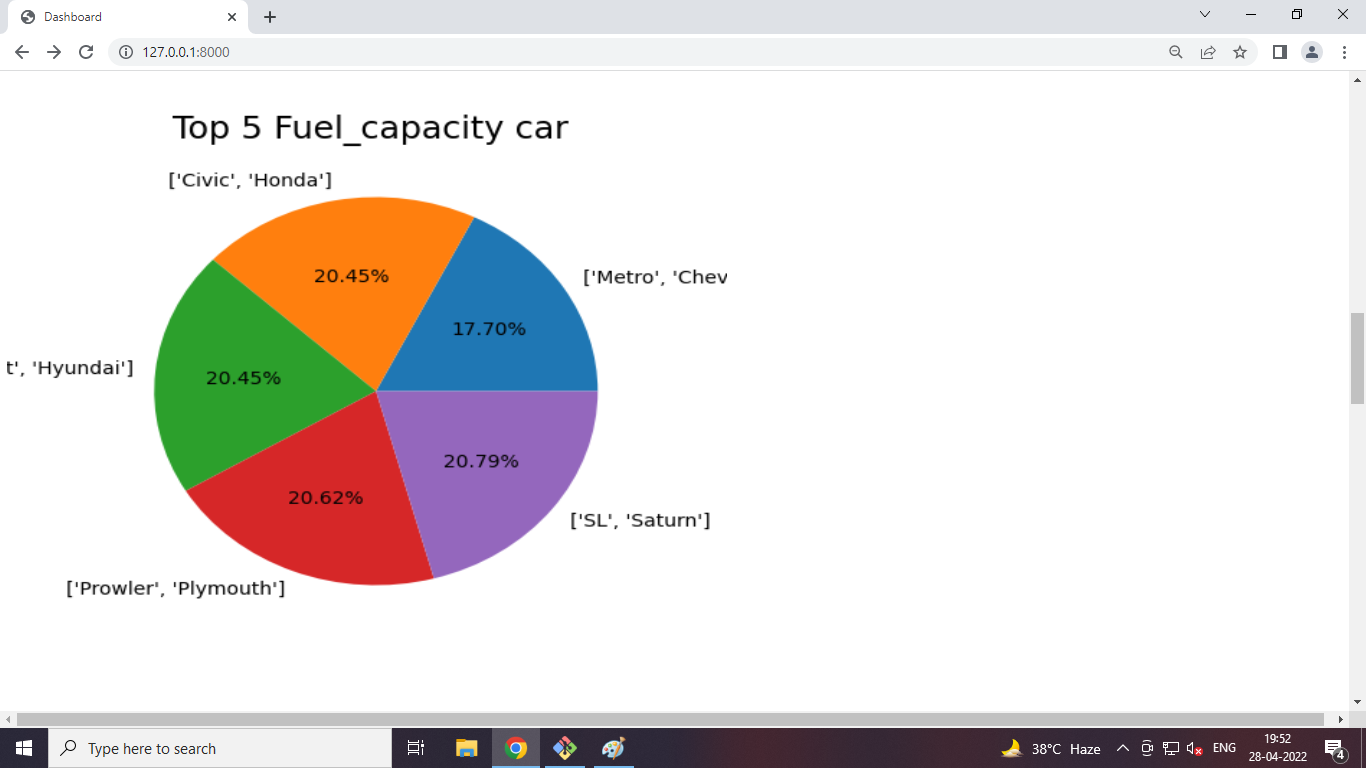 Dashboard
127.0.0.1:8000
Top 5 Fuel_capacity car
['Civic', 'Honda']
20.45%
['Metro', 'Chev
17.70%
t', 'Hyundai']
20.45%
20.79%
20.62%
['SL', 'Saturn']
['Prowler', 'Plymouth']
Type here to search
38°C Haze
ENG
19:52
28-04-2022
4